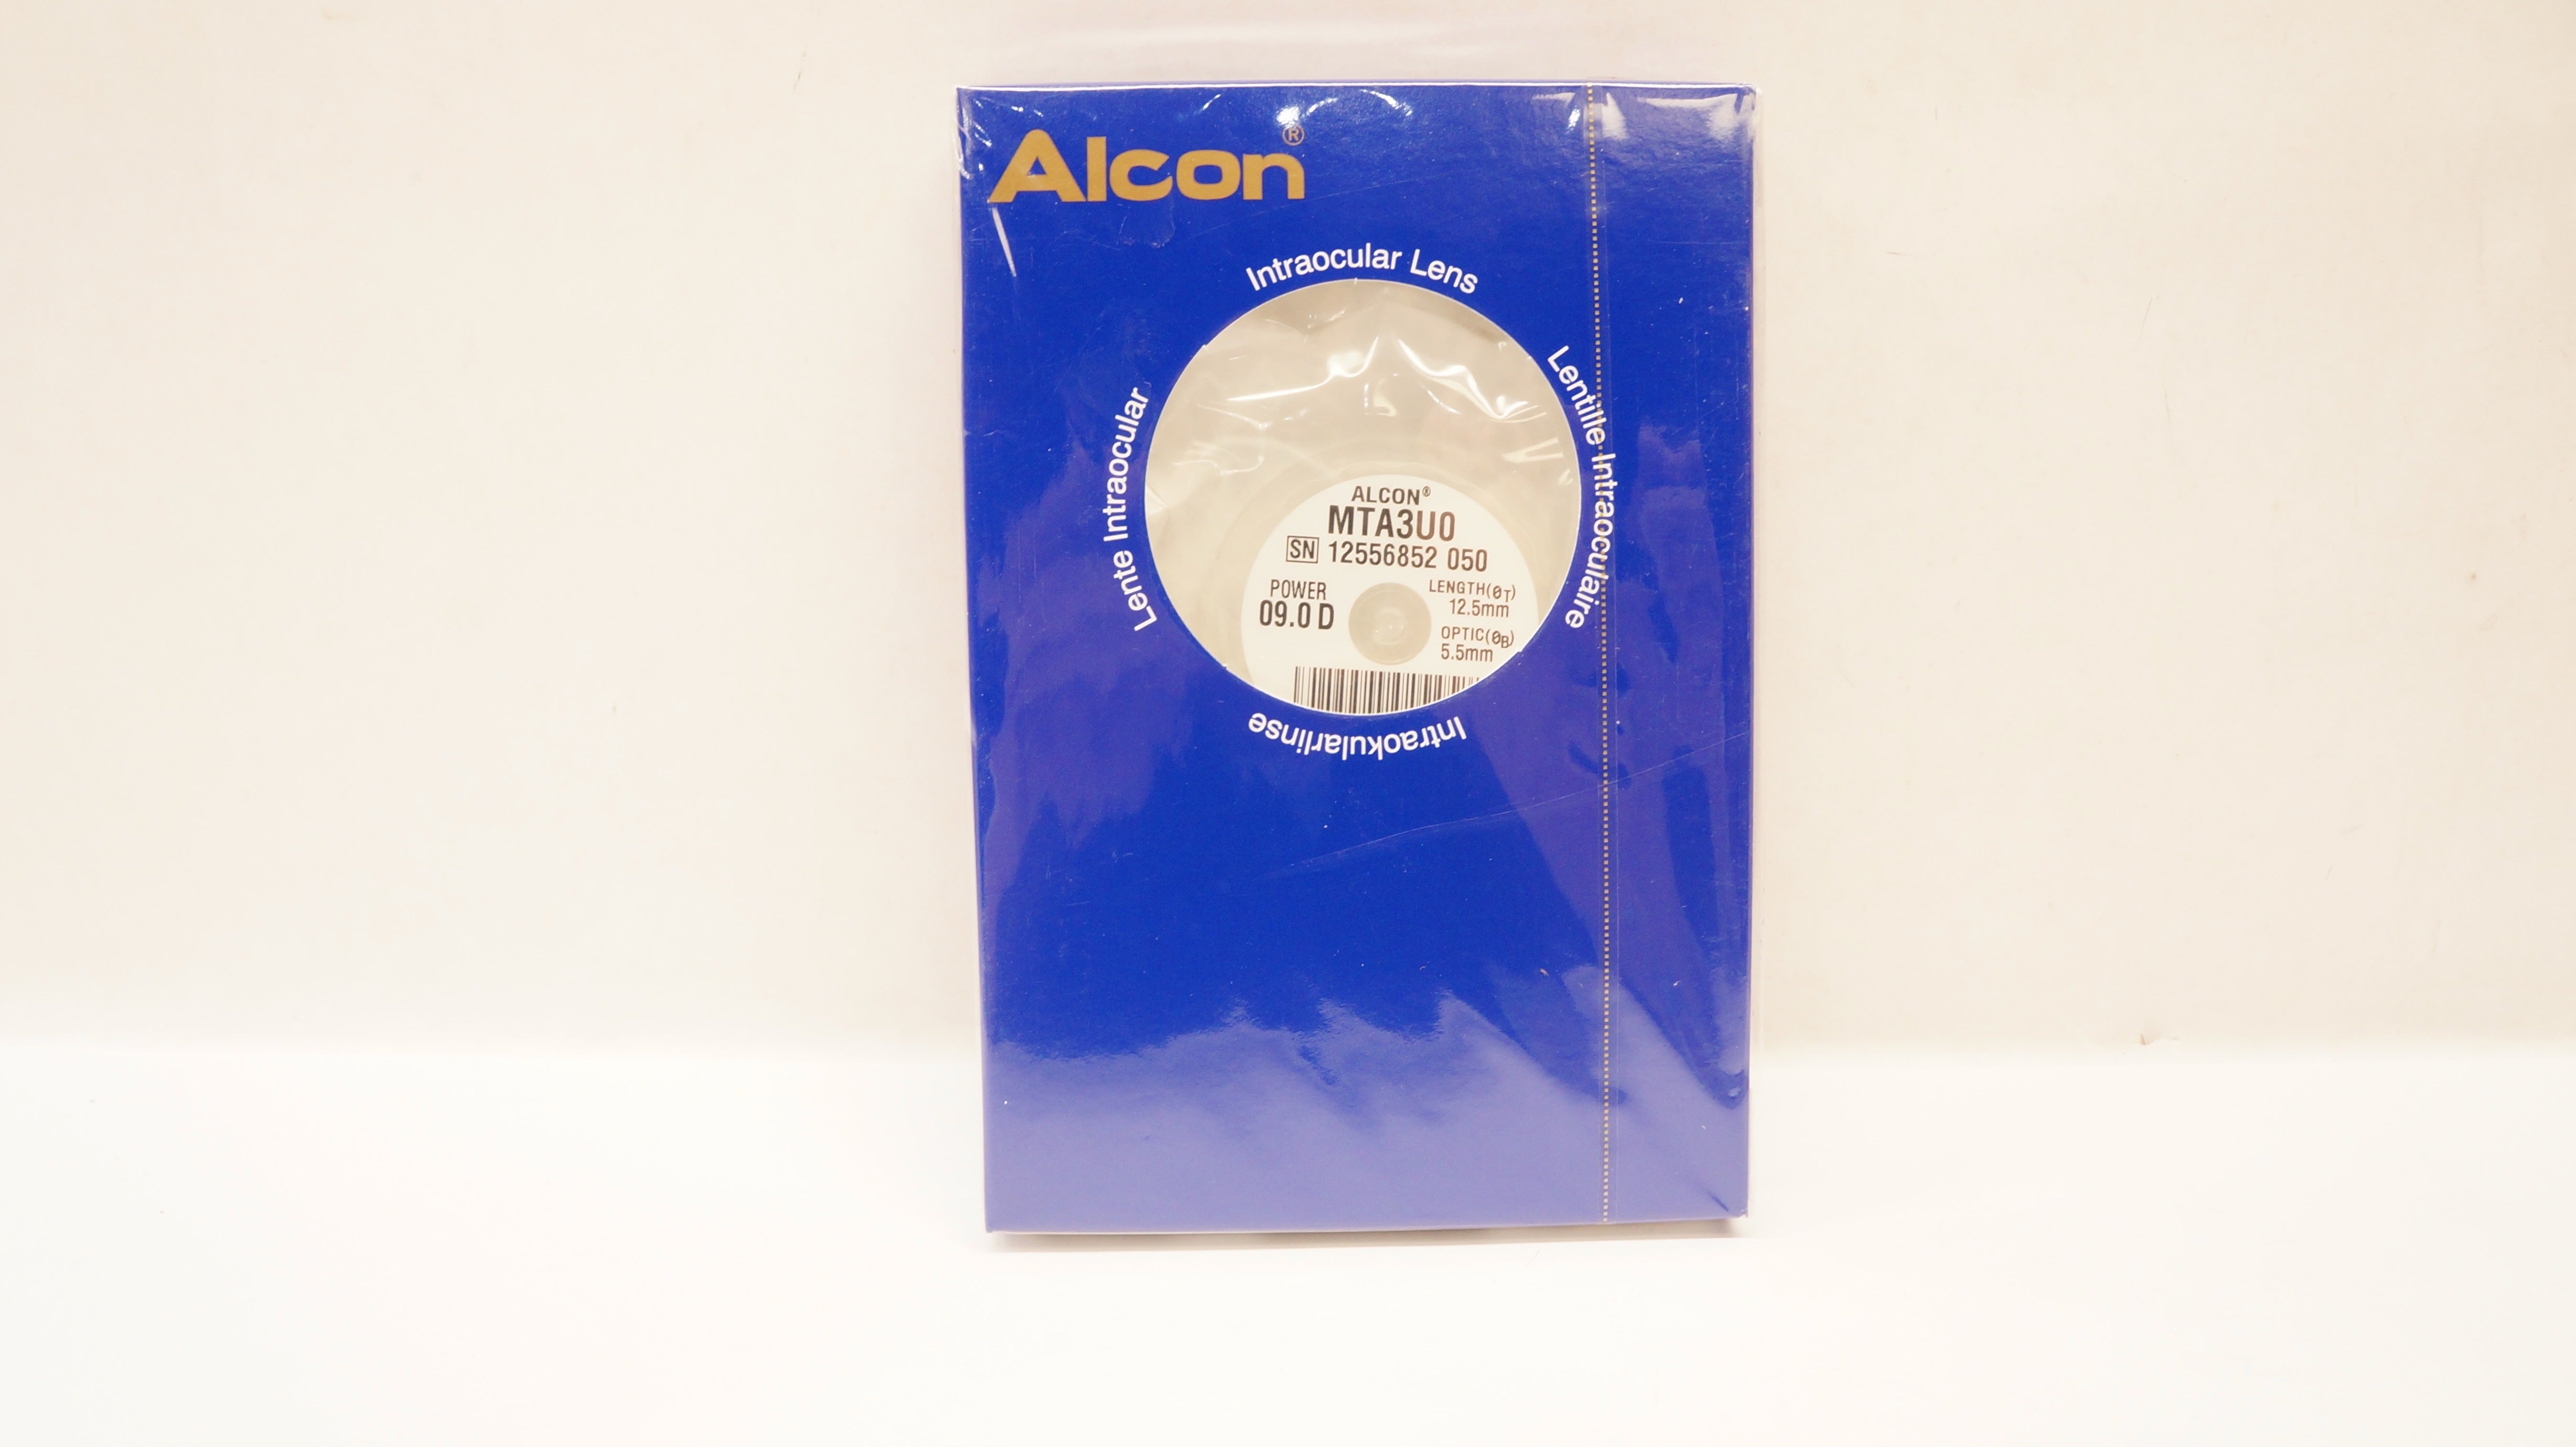 Alcon®
Intraocular Lens
Lente Intraocular
Lentille Intraoculaire
ALCON®
MTA3U0
SN 12556852 050
POWER
09.0 D
LENGTH(ØT)
12.5mm
OPTIC(ØB)
5.5mm
Intraokularlinse